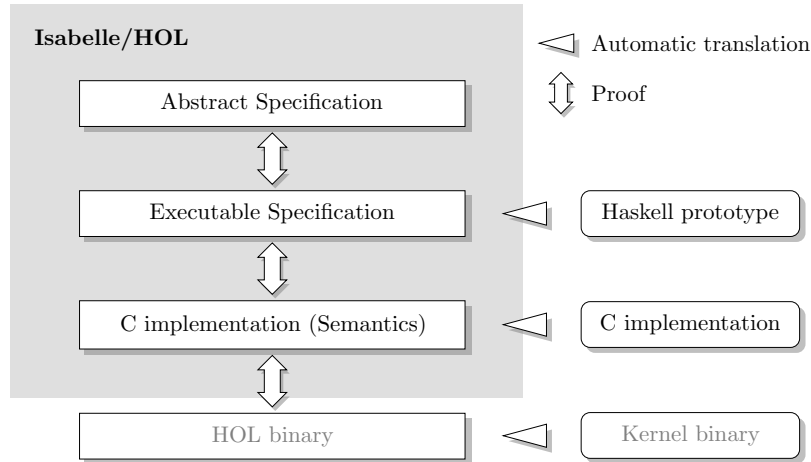 Isabelle/HOL
Automatic translation
Abstract Specification
Proof
Executable Specification
Haskell prototype
C implementation (Semantics)
C implementation
HOL binary
Kernel binary